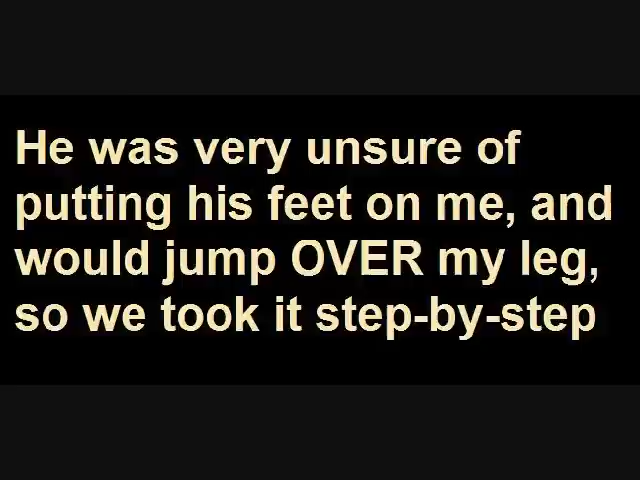 He was very unsure of
putting his feet on me, and
would jump OVER my leg,
so we took it step-by-step